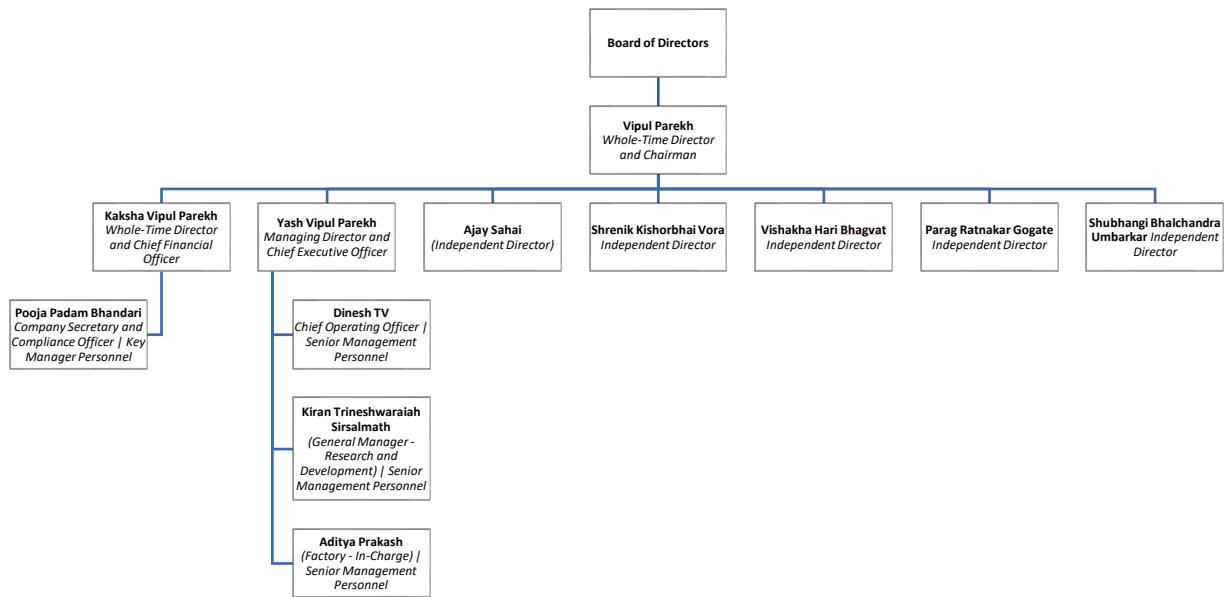 Board of Directors
Vipul Parekh
Whole-Time Director
and Chairman
Kaksha Vipul Parekh
Whole-Time Director
and Chief Financial
Officer
Yash Vipul Parekh
Managing Director and
Chief Executive Officer
Ajay Sahai
(Independent Director)
Shrenik Kishorbhai Vora
Independent Director
Vishakha Hari Bhagvat
Independent Director
Parag Ratnakar Gogate
Independent Director
Shubhangi Bhalchandra
Umbarkar Independent
Director
Pooja Padam Bhandari
Company Secretary and
Compliance Officer | Key
Manager Personnel
Dinesh TV
Chief Operating Officer |
Senior Management
Personnel
Kiran Trineshwaraiah
Sirsalmath
(General Manager -
Research and
Development) | Senior
Management Personnel
Aditya Prakash
(Factory - In-Charge) |
Senior Management
Personnel